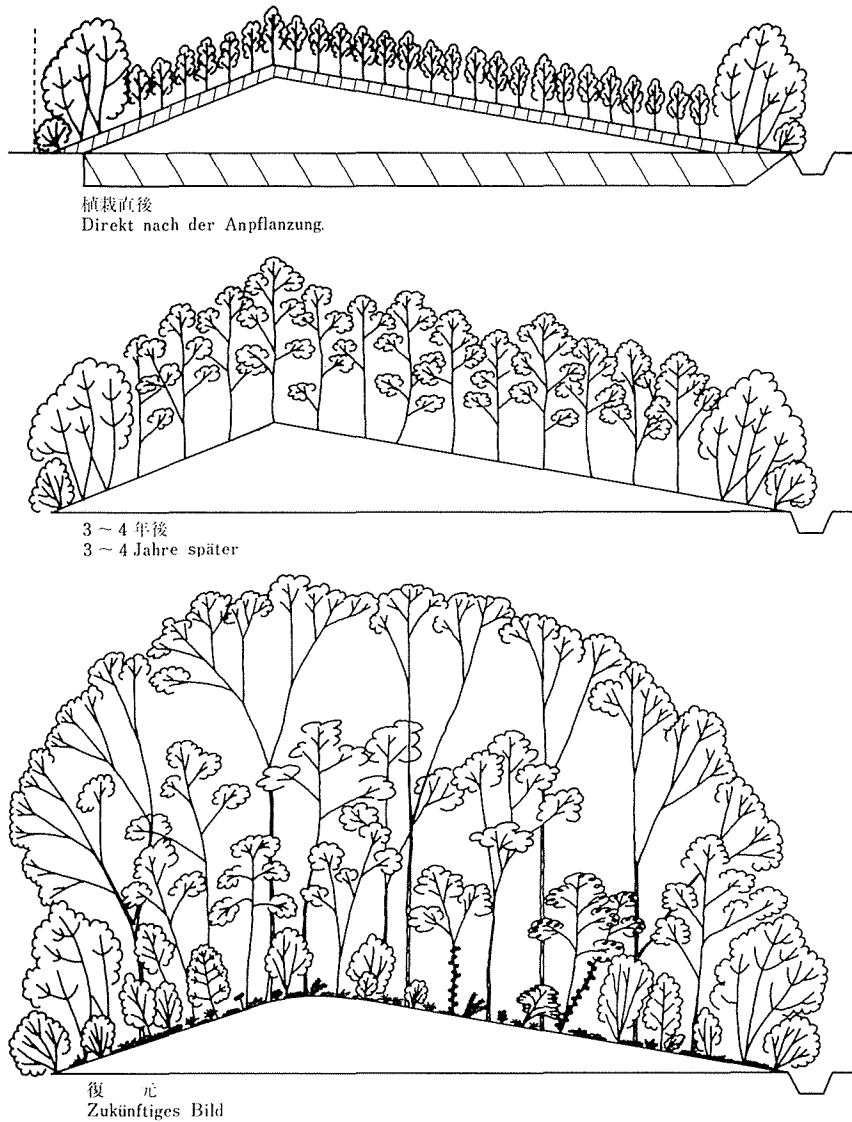 植栽直後
Direkt nach der Anpflanzung.
3〜4年後
3〜4 Jahre später
復元
Zukünftiges Bild